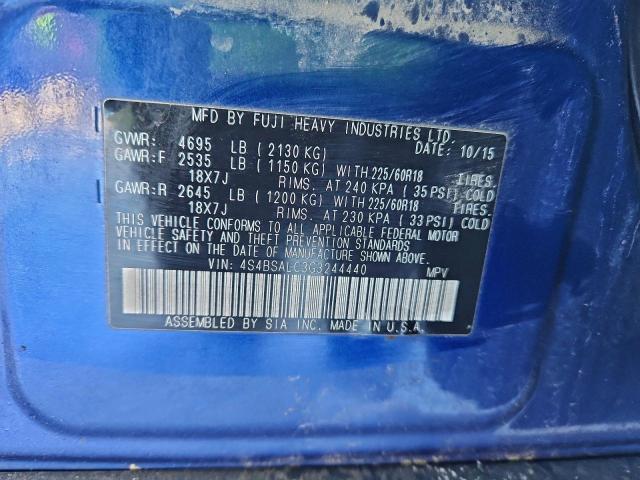 MFD BY FUJI HEAVY INDUSTRIES LTD.
GVWR: 4695 LB (2130 KG) DATE: 10/15
GAWR:F 2535 LB (1150 KG) WITH 225/60R18 TIRES
18X7J RIMS. AT 240 KPA (35 PSI) COLD
GAWR:R 2645 LB (1200 KG) WITH 225/60R18 TIRES
18X7J RIMS. AT 230 KPA (33 PSI) COLD
THIS VEHICLE CONFORMS TO ALL APPLICABLE FEDERAL MOTOR
VEHICLE SAFETY AND THEFT PREVENTION STANDARDS
IN EFFECT ON THE DATE OF MANUFACTURE SHOWN ABOVE.
VIN: 4S4BSALC3G3244440 MPV
ASSEMBLED BY SIA INC. MADE IN U.S.A.